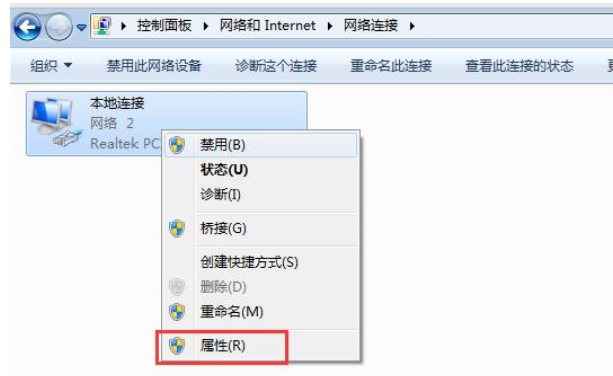 控制面板 网络和 Internet 网络连接
组织 禁用此网络设备 诊断这个连接 重命名此连接 查看此连接的状态
本地连接
网络 2
Realtek PC
禁用(B)
状态(U)
诊断(I)
桥接(G)
创建快捷方式(S)
删除(D)
重命名(M)
属性(R)